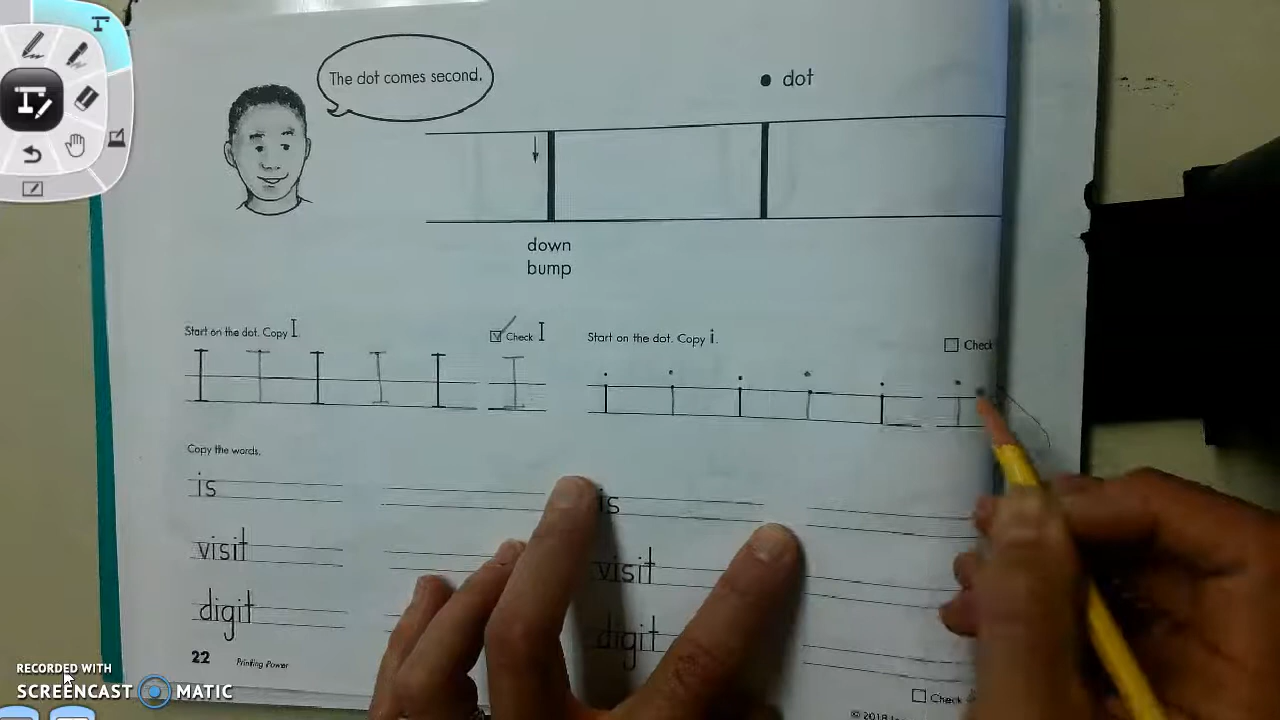 The dot comes second.
dot
down
bump
Start on the dot. Copy I.
Check I
Start on the dot. Copy i.
Check
I I I I I I
i i i i i i
Copy the words.
is
is
visit
visit
digit
digit
22 Printing Power
Check
© 2018
RECORDED WITH
SCREENCAST MATIC